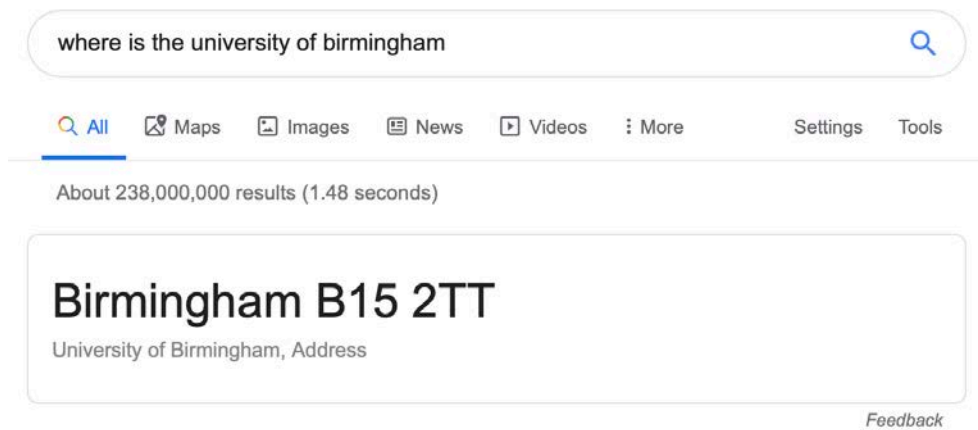 where is the university of birmingham
All Maps Images News Videos More Settings Tools
About 238,000,000 results (1.48 seconds)
Birmingham B15 2TT
University of Birmingham, Address
Feedback